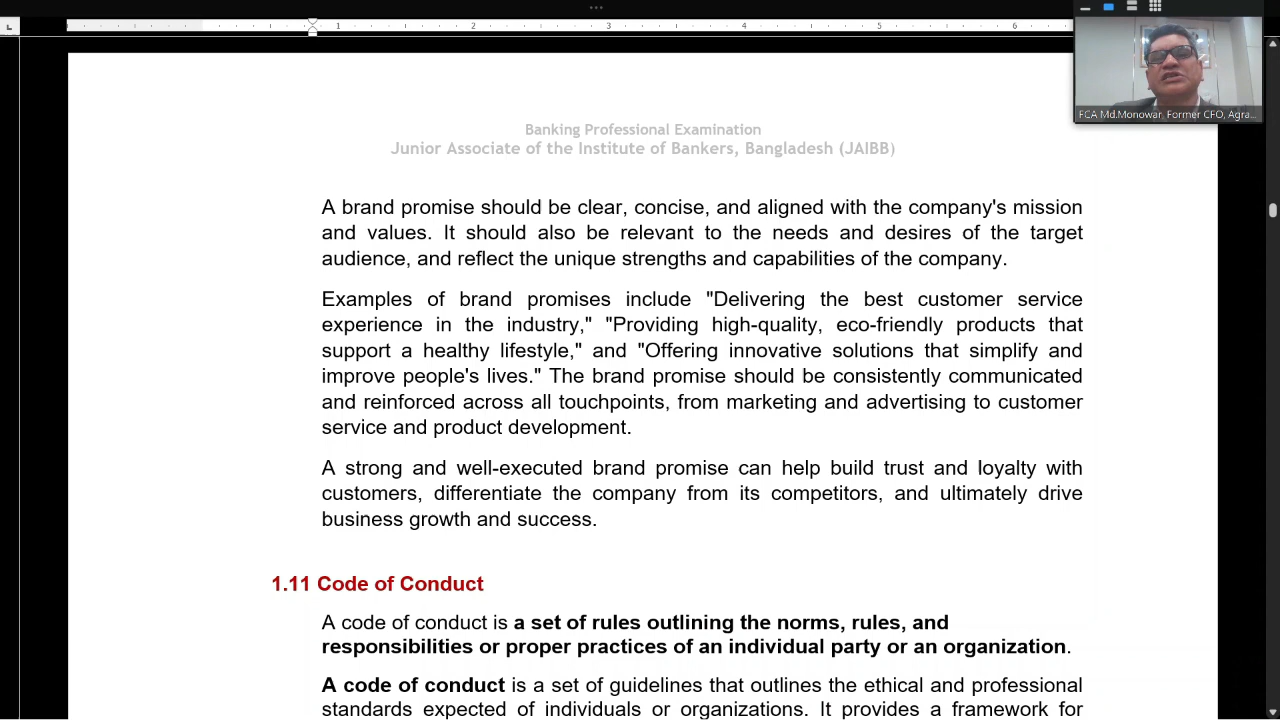 1 2 3 4 5 6
FCA Md.Monowar, Former CFO, Agra...
Banking Professional Examination
Junior Associate of the Institute of Bankers, Bangladesh (JAIBB)
A brand promise should be clear, concise, and aligned with the company's mission
and values. It should also be relevant to the needs and desires of the target
audience, and reflect the unique strengths and capabilities of the company.
Examples of brand promises include "Delivering the best customer service
experience in the industry," "Providing high-quality, eco-friendly products that
support a healthy lifestyle," and "Offering innovative solutions that simplify and
improve people's lives." The brand promise should be consistently communicated
and reinforced across all touchpoints, from marketing and advertising to customer
service and product development.
A strong and well-executed brand promise can help build trust and loyalty with
customers, differentiate the company from its competitors, and ultimately drive
business growth and success.
1.11 Code of Conduct
A code of conduct is a set of rules outlining the norms, rules, and
responsibilities or proper practices of an individual party or an organization.
A code of conduct is a set of guidelines that outlines the ethical and professional
standards expected of individuals or organizations. It provides a framework for